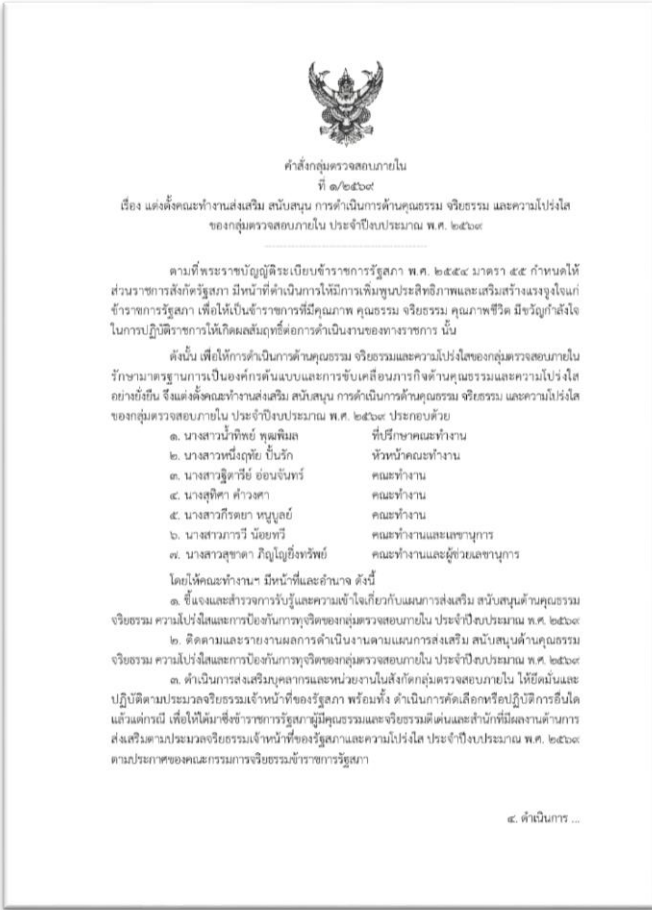 คำสั่งกลุ่มตรวจสอบภายใน
ที่ ๑/๒๕๖๙
เรื่อง แต่งตั้งคณะทำงานส่งเสริม สนับสนุน การดำเนินการด้านคุณธรรม จริยธรรม และความโปร่งใส
ของกลุ่มตรวจสอบภายใน ประจำปีงบประมาณ พ.ศ. ๒๕๖๙
ตามที่พระราชบัญญัติระเบียบข้าราชการรัฐสภา พ.ศ. ๒๕๕๔ มาตรา ๕๕ กำหนดให้
ส่วนราชการสังกัดรัฐสภา มีหน้าที่ดำเนินการให้มีการเพิ่มพูนประสิทธิภาพและเสริมสร้างแรงจูงใจแก่
ข้าราชการรัฐสภา เพื่อให้เป็นข้าราชการที่มีคุณภาพ คุณธรรม จริยธรรม คุณภาพชีวิต มีขวัญกำลังใจ
ในการปฏิบัติราชการให้เกิดผลสัมฤทธิ์ต่อการดำเนินงานของทางราชการ นั้น
ดังนั้น เพื่อให้การดำเนินการด้านคุณธรรม จริยธรรมและความโปร่งใสของกลุ่มตรวจสอบภายใน
รักษามาตรฐานการเป็นองค์กรต้นแบบและการขับเคลื่อนภารกิจด้านคุณธรรมและความโปร่งใส
อย่างยั่งยืน จึงแต่งตั้งคณะทำงานส่งเสริม สนับสนุน การดำเนินการด้านคุณธรรม จริยธรรม และความโปร่งใส
ของกลุ่มตรวจสอบภายใน ประจำปีงบประมาณ พ.ศ. ๒๕๖๙ ประกอบด้วย
๑. นางสาวน้ำทิพย์ พุฒพิมล ที่ปรึกษาคณะทำงาน
๒. นางสาวหนึ่งฤทัย ปั้นรัก หัวหน้าคณะทำงาน
๓. นางสาวฐิตารีย์ อ่อนจันทร์ คณะทำงาน
๔. นางสุทิศา คำวงศา คณะทำงาน
๕. นางสาวกีรตยา หนูบูลย์ คณะทำงาน
๖. นางสาวภารวี น้อยทวี คณะทำงานและเลขานุการ
๗. นางสาวสุชาดา ภิญโญยิ่งทรัพย์ คณะทำงานและผู้ช่วยเลขานุการ
โดยให้คณะทำงานฯ มีหน้าที่และอำนาจ ดังนี้
๑. ชี้แจงและสำรวจการรับรู้และความเข้าใจเกี่ยวกับแผนการส่งเสริม สนับสนุนด้านคุณธรรม
จริยธรรม ความโปร่งใสและการป้องกันการทุจริตของกลุ่มตรวจสอบภายใน ประจำปีงบประมาณ พ.ศ. ๒๕๖๙
๒. ติดตามและรายงานผลการดำเนินงานตามแผนการส่งเสริม สนับสนุนด้านคุณธรรม
จริยธรรม ความโปร่งใสและการป้องกันการทุจริตของกลุ่มตรวจสอบภายใน ประจำปีงบประมาณ พ.ศ. ๒๕๖๙
๓. ดำเนินการส่งเสริมบุคลากรและหน่วยงานในสังกัดกลุ่มตรวจสอบภายใน ให้ยึดมั่นและ
ปฏิบัติตามประมวลจริยธรรมเจ้าหน้าที่ของรัฐสภา พร้อมทั้ง ดำเนินการคัดเลือกหรือปฏิบัติการอื่นใด
แล้วแต่กรณี เพื่อให้ได้มาซึ่งข้าราชการรัฐสภาผู้มีคุณธรรมและจริยธรรมดีเด่นและสำนักที่มีผลงานด้านการ
ส่งเสริมตามประมวลจริยธรรมเจ้าหน้าที่ของรัฐสภาและความโปร่งใส ประจำปีงบประมาณ พ.ศ. ๒๕๖๙
ตามประกาศของคณะกรรมการจริยธรรมข้าราชการรัฐสภา
๔. ดำเนินการ ...